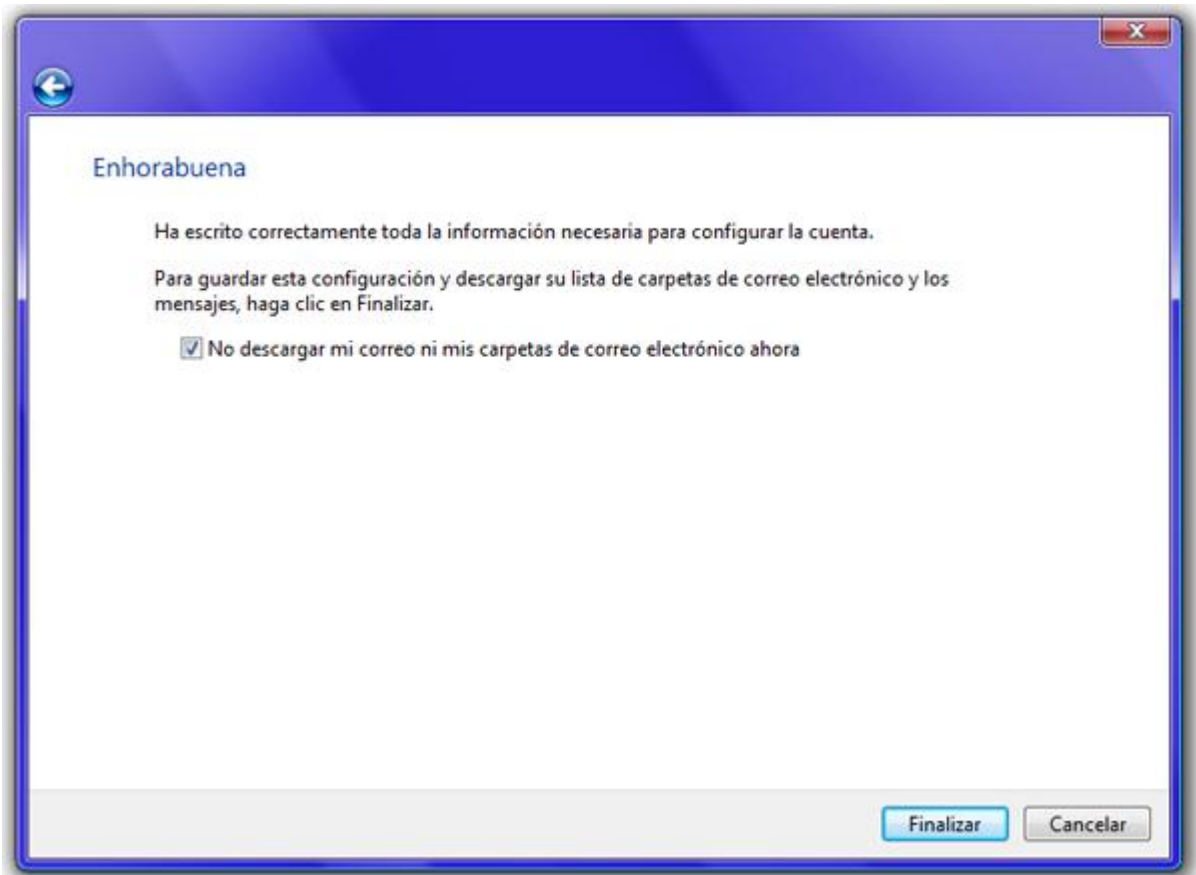 Enhorabuena
Ha escrito correctamente toda la información necesaria para configurar la cuenta.
Para guardar esta configuración y descargar su lista de carpetas de correo electrónico y los
mensajes, haga clic en Finalizar.
No descargar mi correo ni mis carpetas de correo electrónico ahora
Finalizar
Cancelar